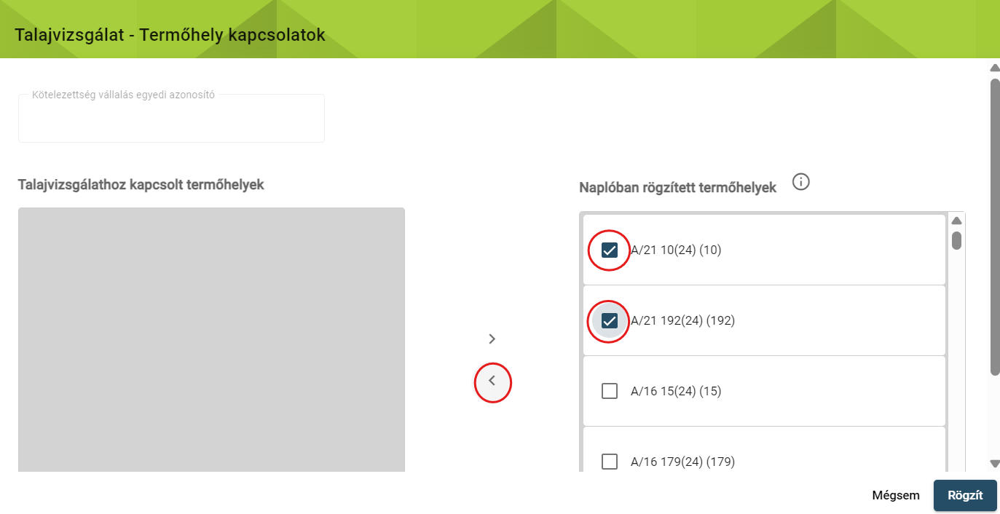 Talajvizsgálat - Termőhely kapcsolatok
Kötelezettség vállalás egyedi azonosító
Talajvizsgálathoz kapcsolt termőhelyek
Naplóban rögzített termőhelyek
A/21 10(24) (10)
A/21 192(24) (192)
A/16 15(24) (15)
A/16 179(24) (179)
Mégsem
Rögzít